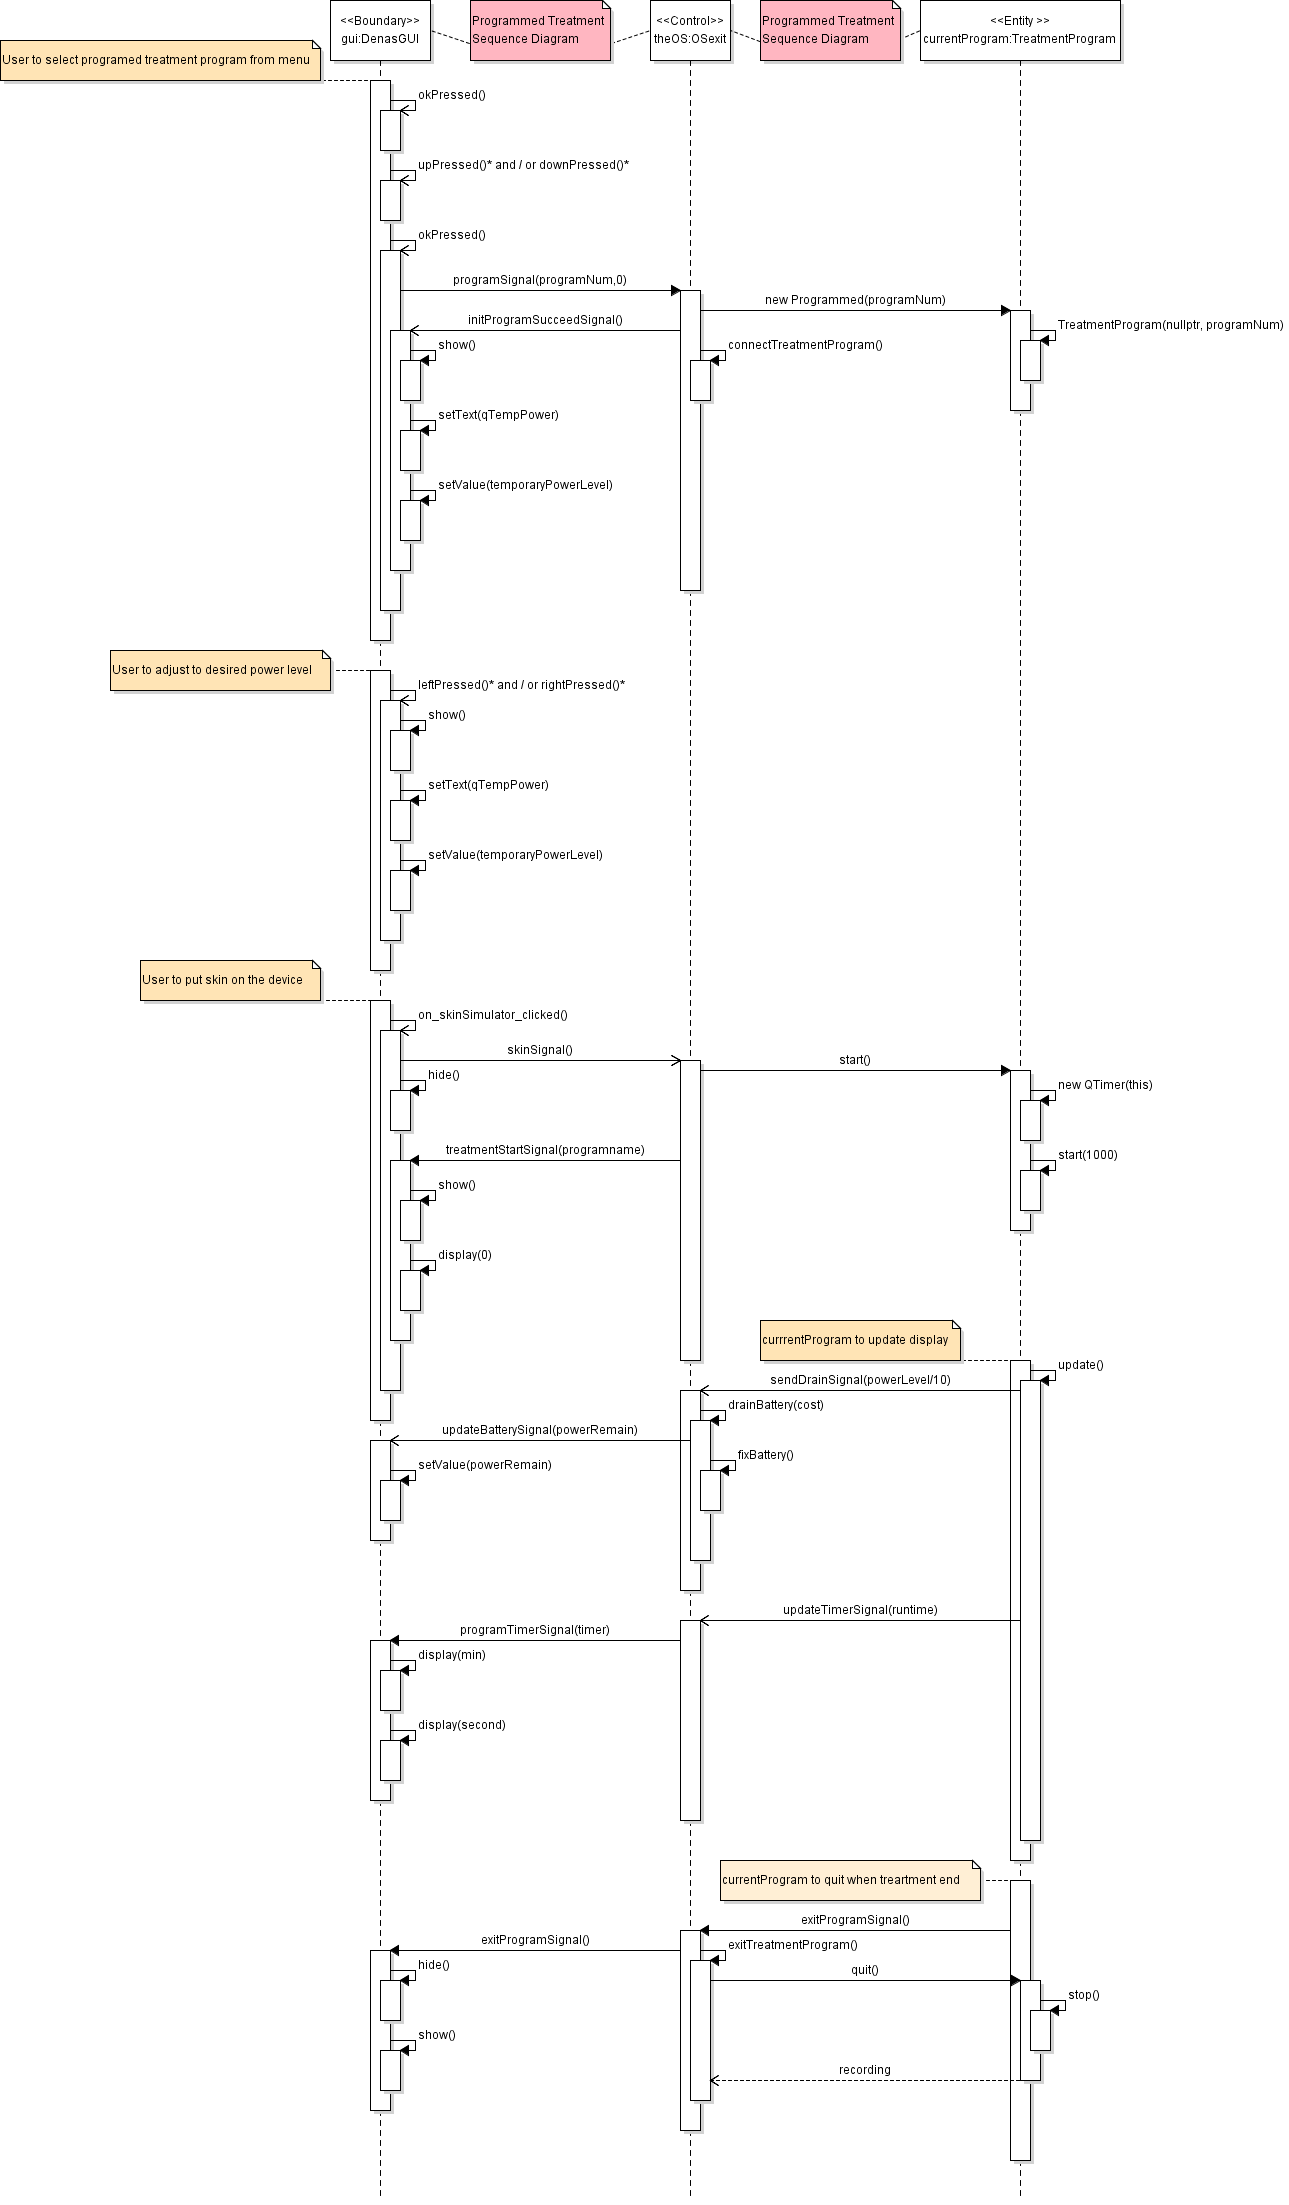 <<Boundary>>
gui:DenasGUI
Programmed Treatment
Sequence Diagram
<<Control>>
theOS:OSexit
Programmed Treatment
Sequence Diagram
<<Entity >>
currentProgram:TreatmentProgram
User to select programed treatment program from menu
okPressed()
upPressed()* and / or downPressed()*
okPressed()
programSignal(programNum,0)
new Programmed(programNum)
initProgramSucceedSignal()
TreatmentProgram(nullptr, programNum)
show()
connectTreatmentProgram()
setText(qTempPower)
setValue(temporaryPowerLevel)
User to adjust to desired power level
leftPressed()* and / or rightPressed()*
show()
setText(qTempPower)
setValue(temporaryPowerLevel)
User to put skin on the device
on_skinSimulator_clicked()
skinSignal()
start()
hide()
new QTimer(this)
treatmentStartSignal(programname)
start(1000)
show()
display(0)
currrentProgram to update display
update()
sendDrainSignal(powerLevel/10)
drainBattery(cost)
updateBatterySignal(powerRemain)
fixBattery()
setValue(powerRemain)
updateTimerSignal(runtime)
programTimerSignal(timer)
display(min)
display(second)
currentProgram to quit when treartment end
exitProgramSignal()
exitProgramSignal()
exitTreatmentProgram()
hide()
quit()
stop()
show()
recording